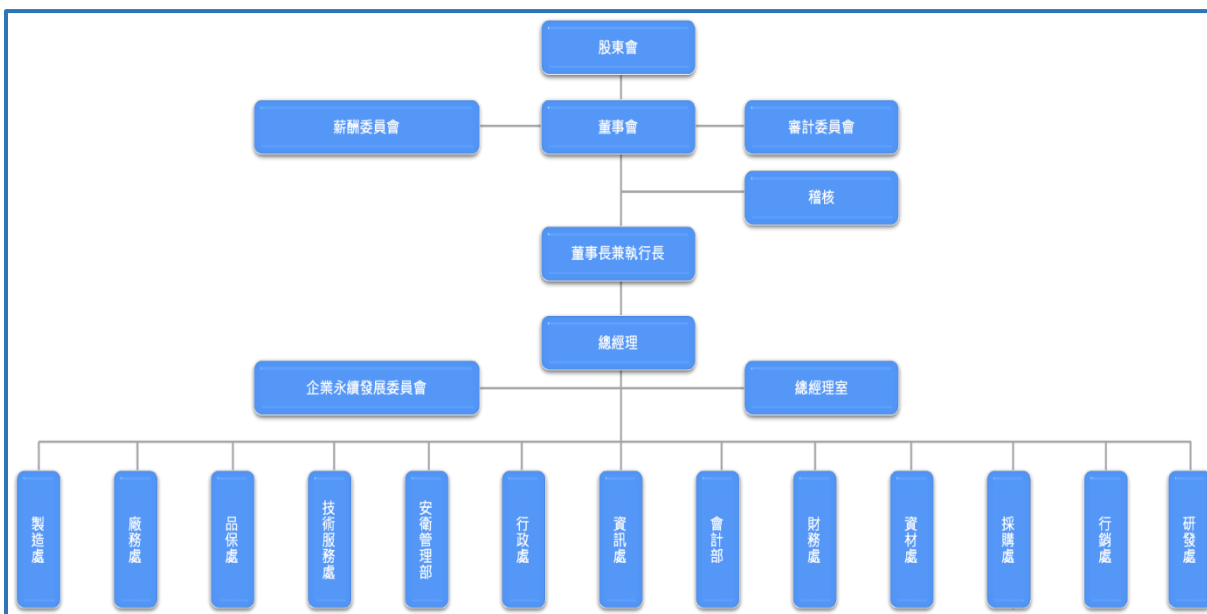 股東會
薪酬委員會
董事會
審計委員會
稽核
董事長兼執行長
總經理
企業永續發展委員會
總經理室
製造處
廠務處
品保處
技術服務處
安衛管理部
行政處
資訊處
會計部
財務處
資材處
採購處
行銷處
研發處